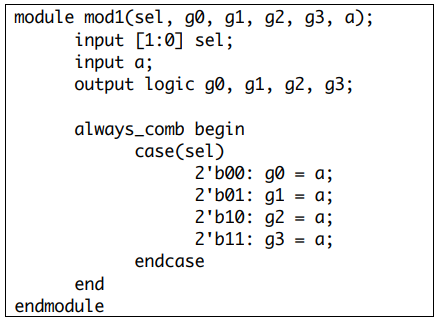 module mod1(sel, g0, g1, g2, g3, a);
input [1:0] sel;
input a;
output logic g0, g1, g2, g3;
always_comb begin
case(sel)
2'b00: g0 = a;
2'b01: g1 = a;
2'b10: g2 = a;
2'b11: g3 = a;
endcase
end
endmodule